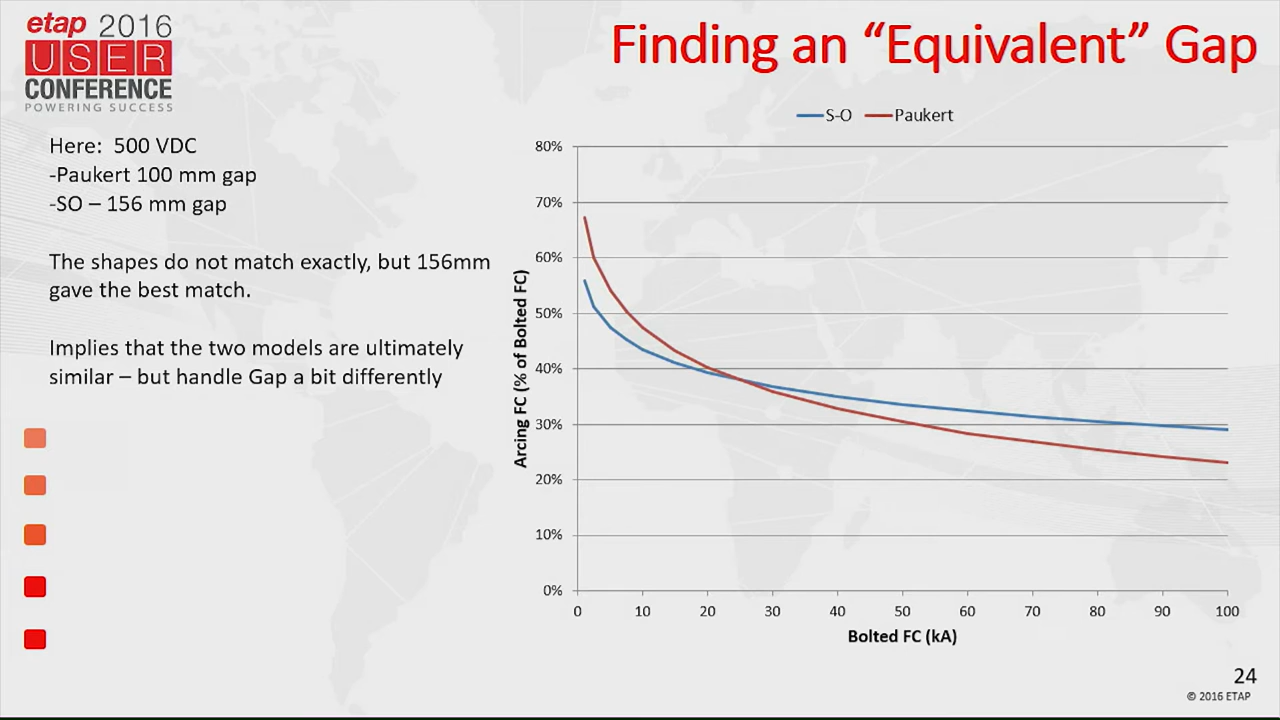 etap 2016
USER
CONFERENCE
POWERING SUCCESS
Finding an “Equivalent” Gap
Here:  500 VDC
-Paukert 100 mm gap
-SO – 156 mm gap
The shapes do not match exactly, but 156mm
gave the best match.
Implies that the two models are ultimately
similar – but handle Gap a bit differently
S-O
Paukert
Arcing FC (% of Bolted FC)
80%
70%
60%
50%
40%
30%
20%
10%
0%
0 10 20 30 40 50 60 70 80 90 100
Bolted FC (kA)
24
© 2016 ETAP